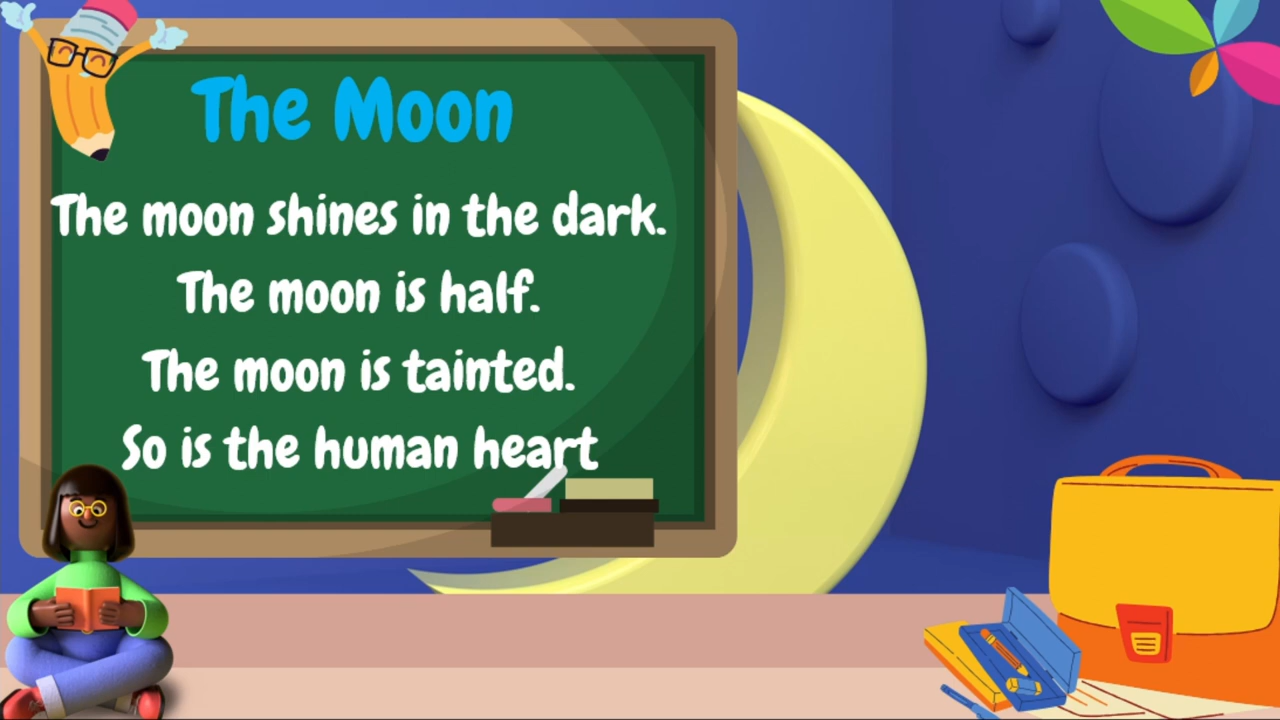 The Moon
The moon shines in the dark.
The moon is half.
The moon is tainted.
So is the human heart